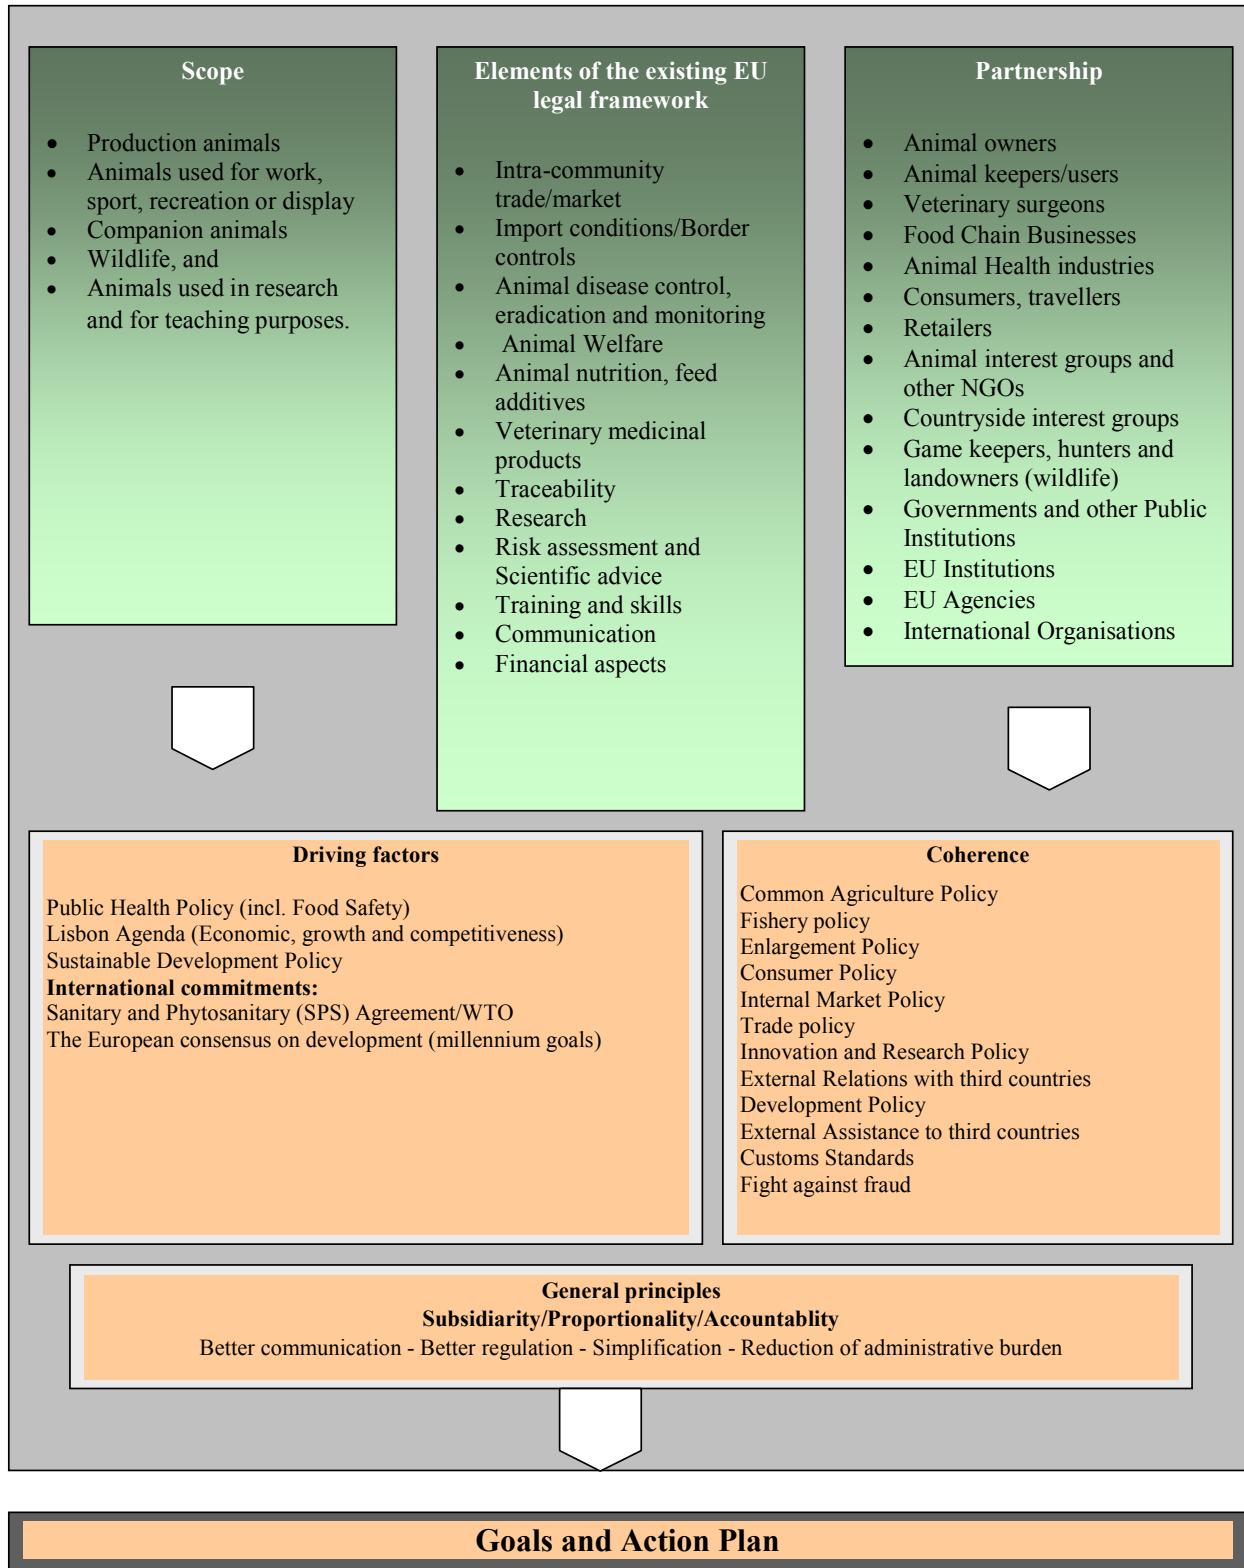 Scope
• Production animals
• Animals used for work,
sport, recreation or display
• Companion animals
• Wildlife, and
• Animals used in research
and for teaching purposes.
Elements of the existing EU
legal framework
• Intra-community
trade/market
• Import conditions/Border
controls
• Animal disease control,
eradication and monitoring
• Animal Welfare
• Animal nutrition, feed
additives
• Veterinary medicinal
products
• Traceability
• Research
• Risk assessment and
Scientific advice
• Training and skills
• Communication
• Financial aspects
Partnership
• Animal owners
• Animal keepers/users
• Veterinary surgeons
• Food Chain Businesses
• Animal Health industries
• Consumers, travellers
• Retailers
• Animal interest groups and
other NGOs
• Countryside interest groups
• Game keepers, hunters and
landowners (wildlife)
• Governments and other Public
Institutions
• EU Institutions
• EU Agencies
• International Organisations
Driving factors
Public Health Policy (incl. Food Safety)
Lisbon Agenda (Economic, growth and competitiveness)
Sustainable Development Policy
International commitments:
Sanitary and Phytosanitary (SPS) Agreement/WTO
The European consensus on development (millennium goals)
Coherence
Common Agriculture Policy
Fishery policy
Enlargement Policy
Consumer Policy
Internal Market Policy
Trade policy
Innovation and Research Policy
External Relations with third countries
Development Policy
External Assistance to third countries
Customs Standards
Fight against fraud
General principles
Subsidiarity/Proportionality/Accountablity
Better communication - Better regulation - Simplification - Reduction of administrative burden
Goals and Action Plan